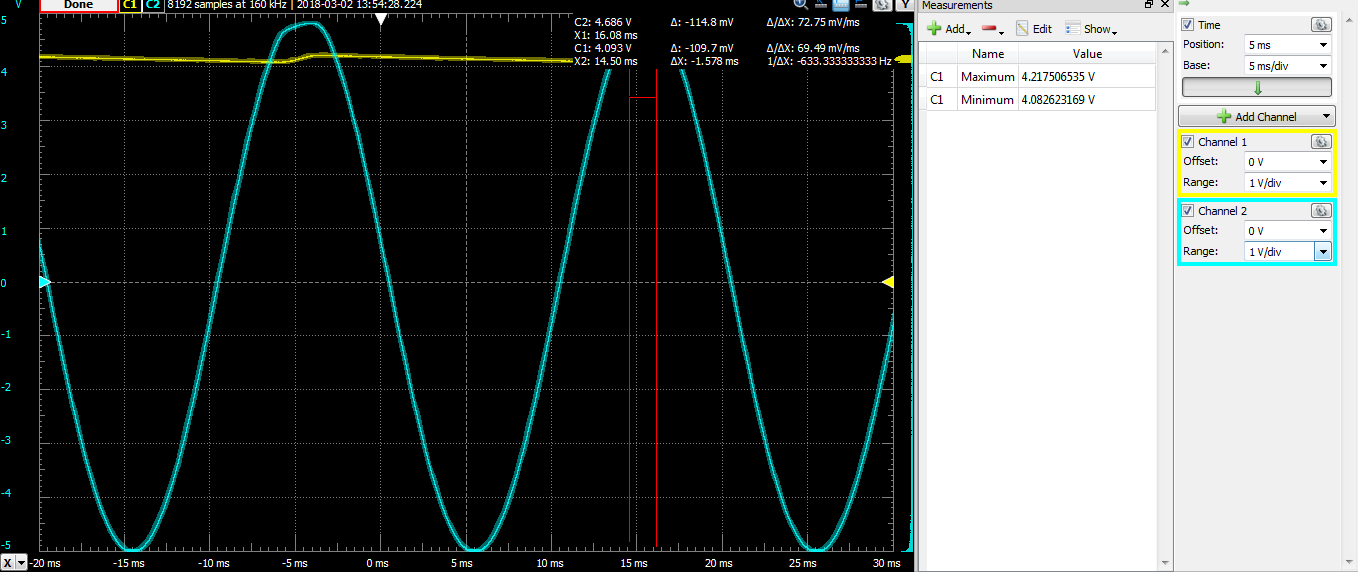 V Done C1 C2 8192 samples at 160 kHz | 2018-03-02 13:54:28.224 Y
C2: 4.686 V Δ: -114.8 mV Δ/ΔX: 72.75 mV/ms
X1: 16.08 ms
C1: 4.093 V Δ: -109.7 mV Δ/ΔX: 69.49 mV/ms
X2: 14.50 ms ΔX: -1.578 ms 1/ΔX: -633.333333333 Hz
5
4
3
2
1
0
-1
-2
-3
-4
-5
X -20 ms -15 ms -10 ms -5 ms 0 ms 5 ms 10 ms 15 ms 20 ms 25 ms 30 ms
Measurements
Add Edit Show
Name Value
C1 Maximum 4.217506535 V
C1 Minimum 4.082623169 V
Time
Position: 5 ms
Base: 5 ms/div
Add Channel
Channel 1
Offset: 0 V
Range: 1 V/div
Channel 2
Offset: 0 V
Range: 1 V/div